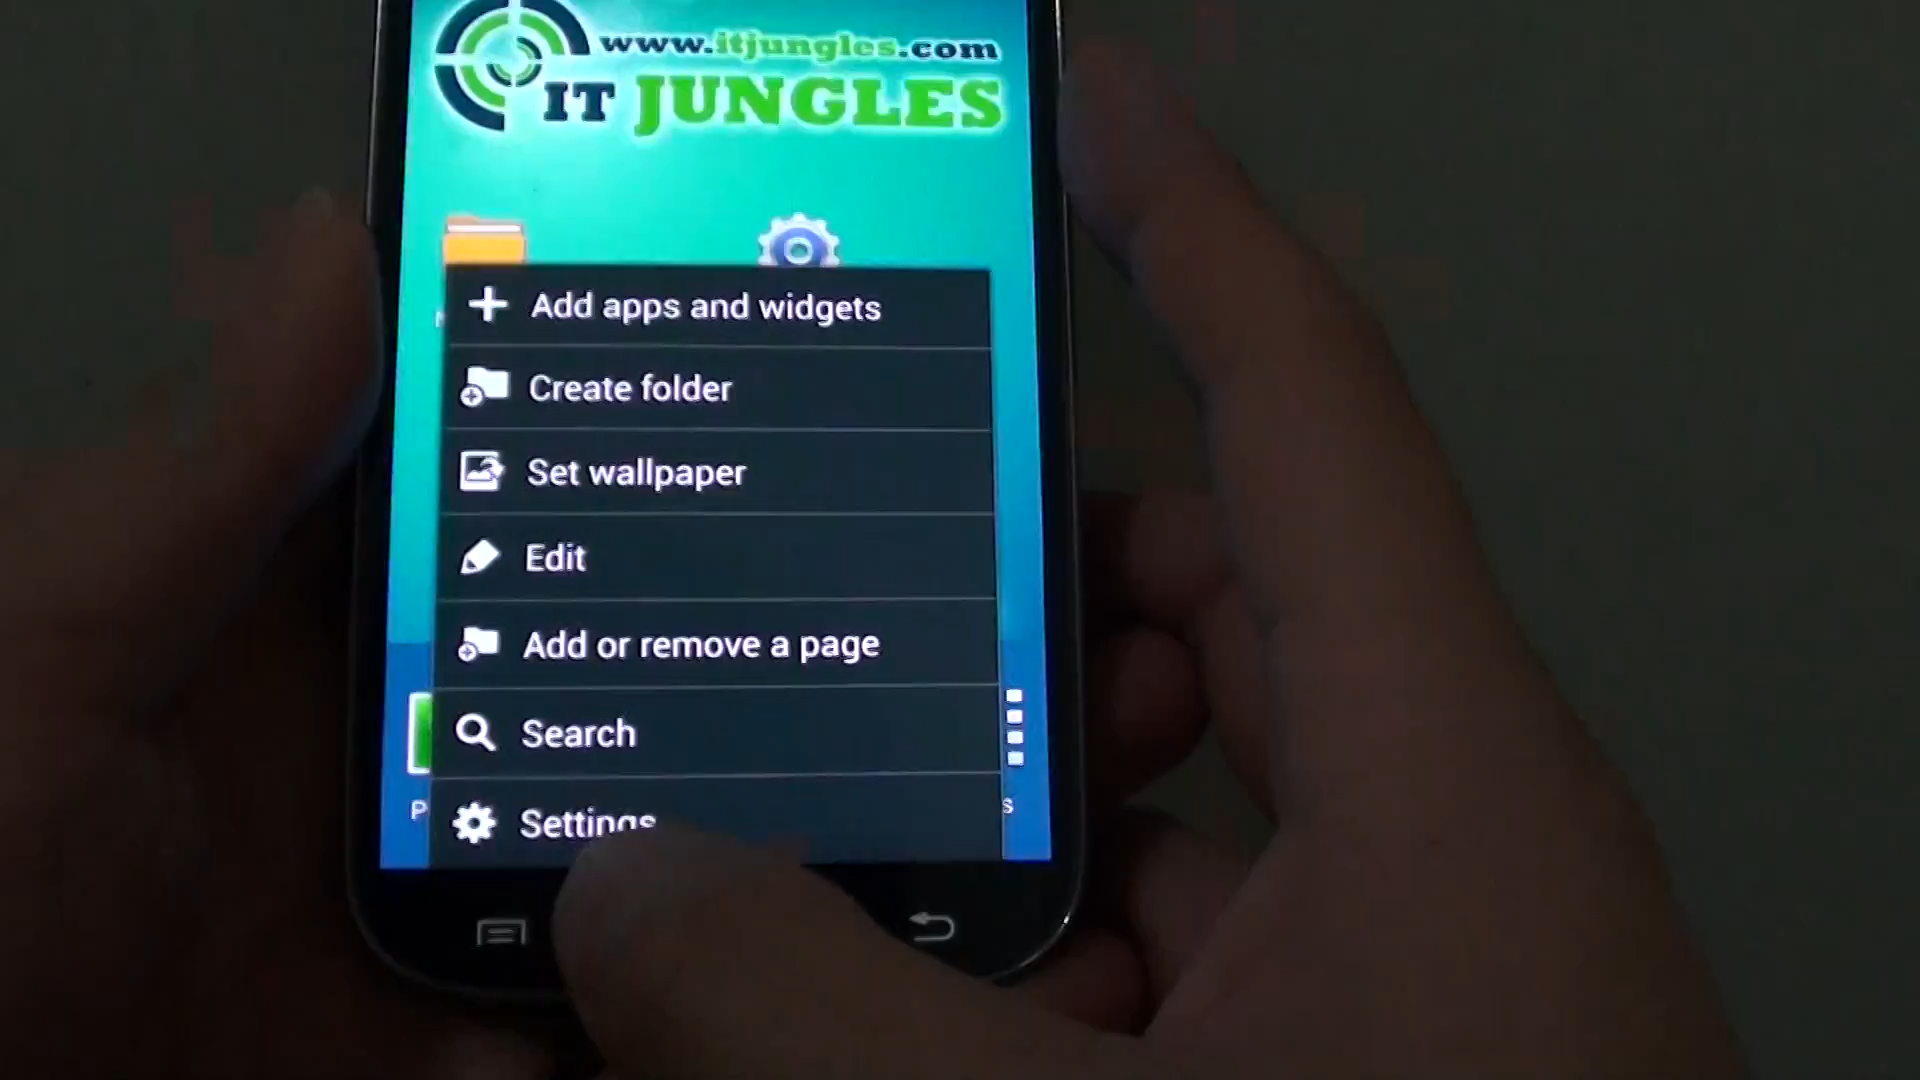 www.itjungles.com
IT JUNGLES
Add apps and widgets
Create folder
Set wallpaper
Edit
Add or remove a page
Search
Settings